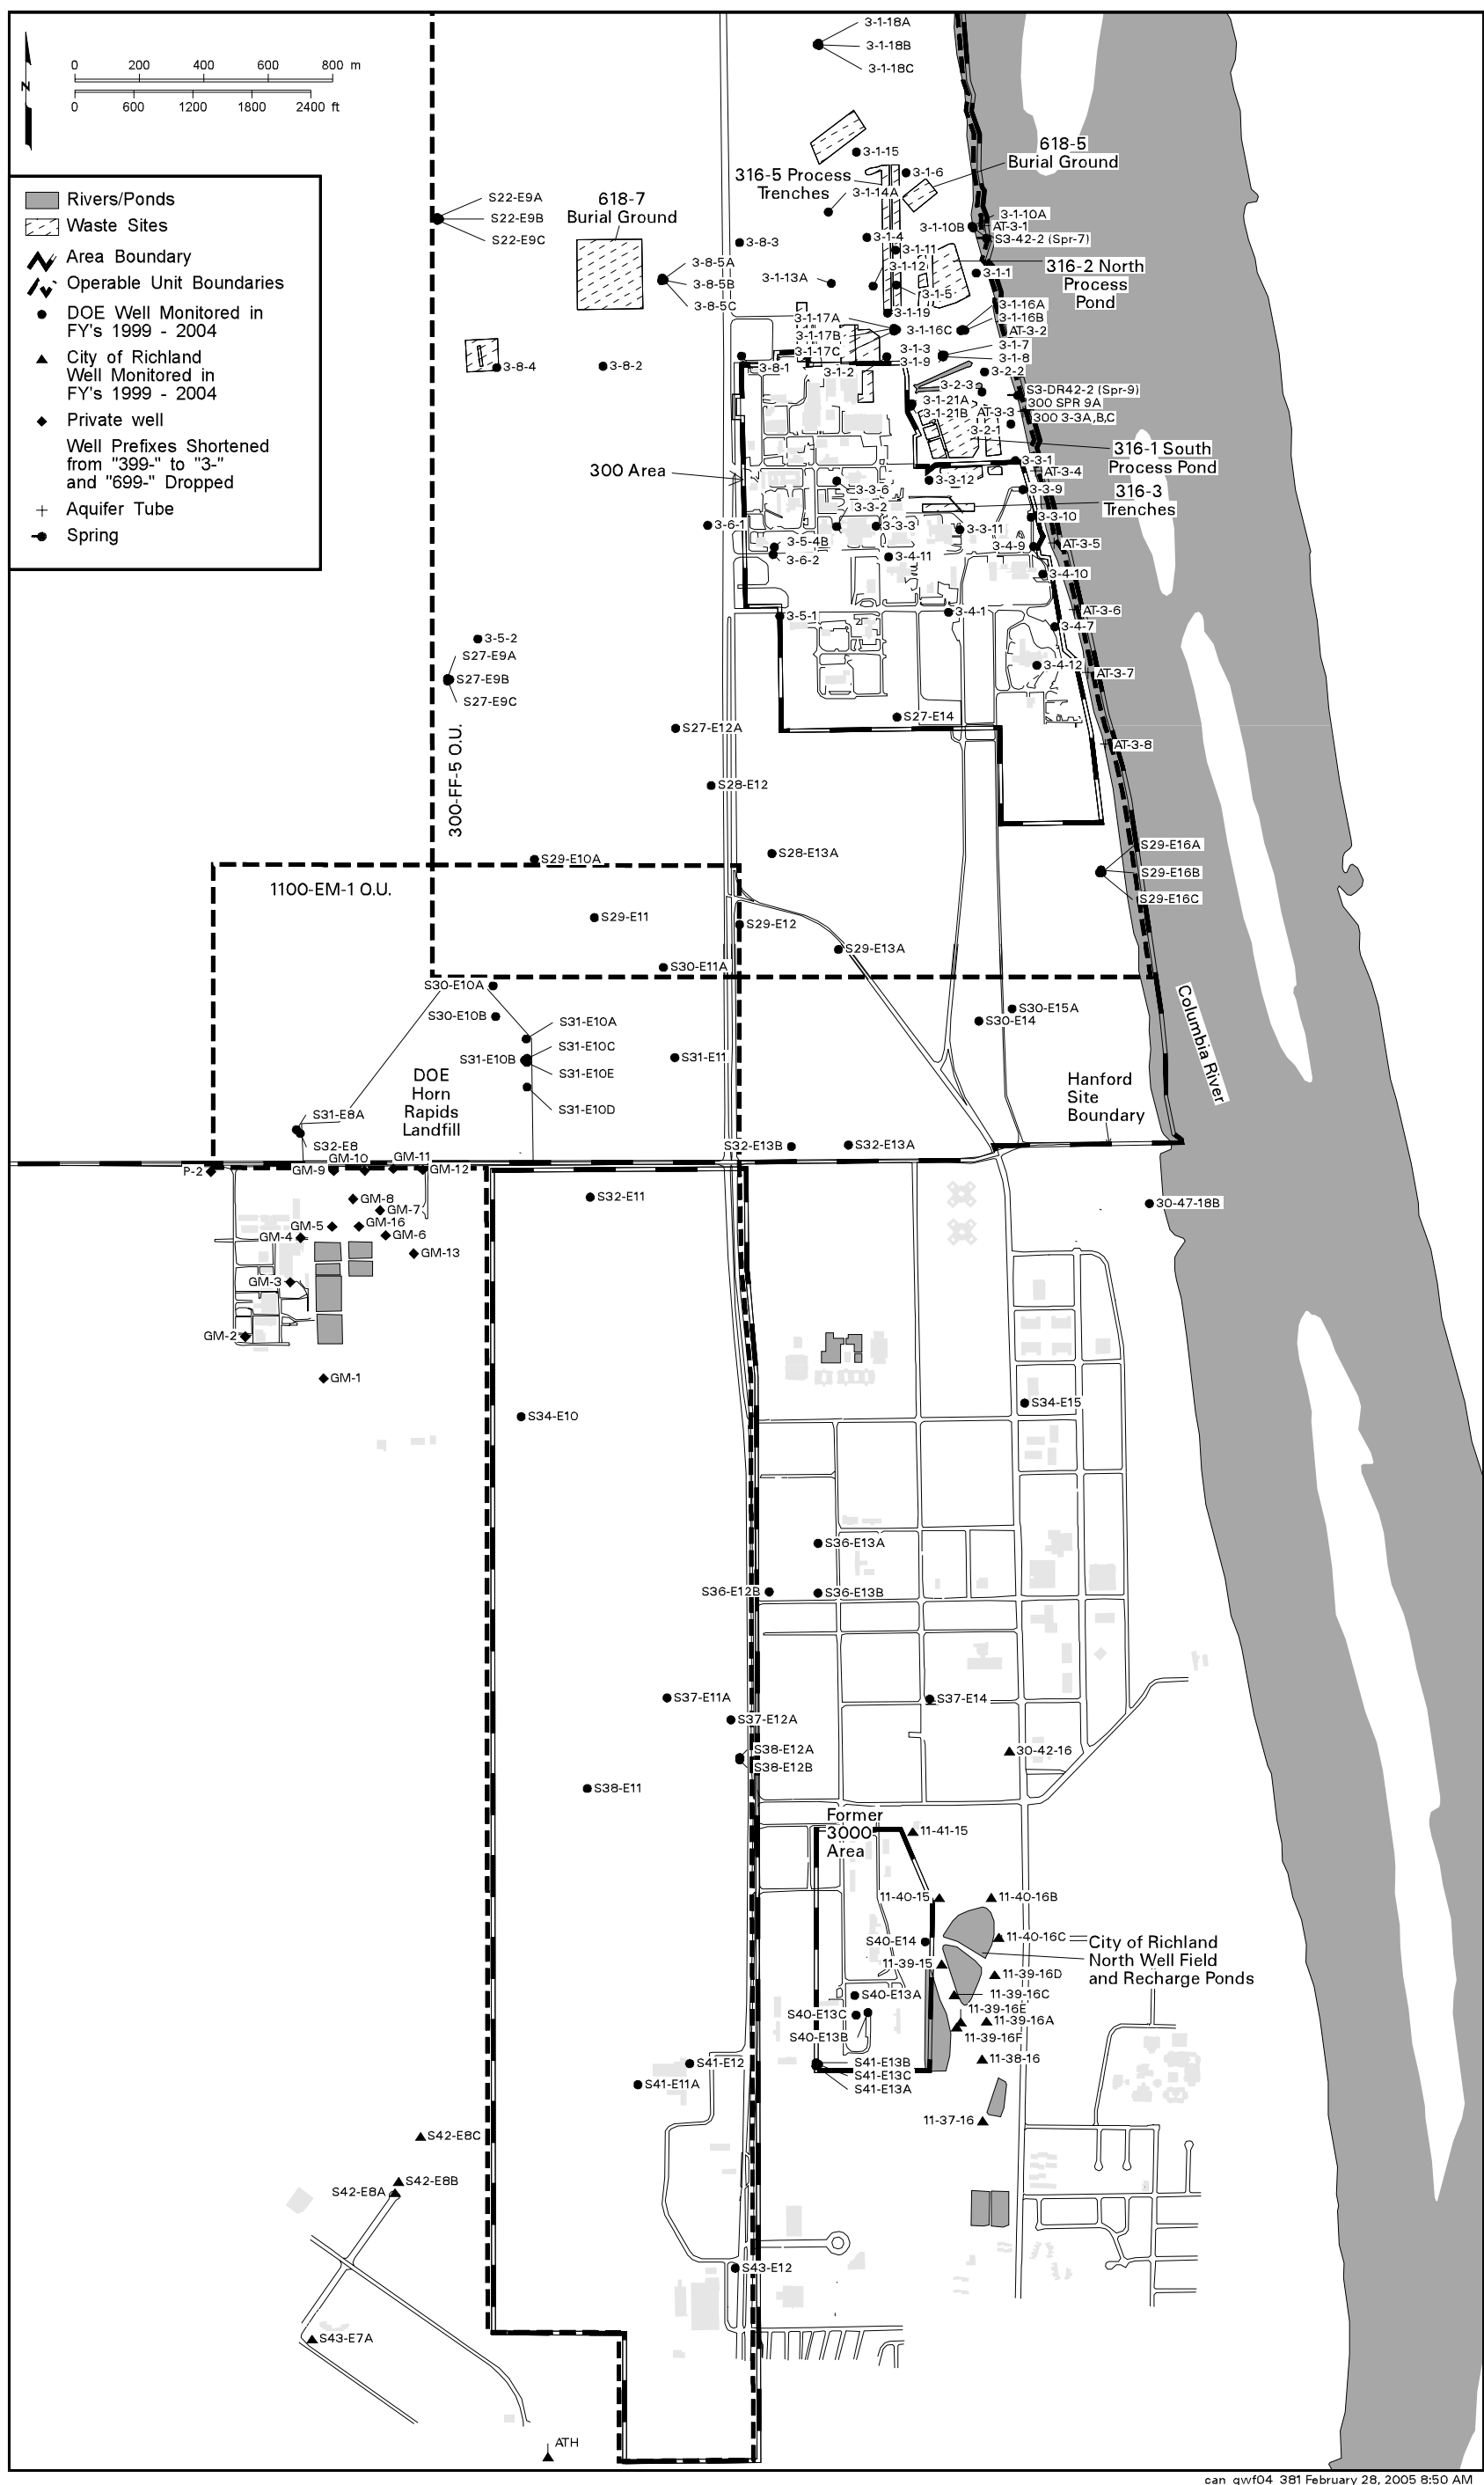 N
0 200 400 600 800 m
0 600 1200 1800 2400 ft
Rivers/Ponds
Waste Sites
Area Boundary
Operable Unit Boundaries
DOE Well Monitored in
FY's 1999 - 2004
City of Richland
Well Monitored in
FY's 1999 - 2004
Private well
Well Prefixes Shortened
from "399-" to "3-"
and "699-" Dropped
Aquifer Tube
Spring
3-1-18A
3-1-18B
3-1-18C
618-5
Burial Ground
3-1-15
3-1-6
316-5 Process
Trenches
3-1-14A
S22-E9A
S22-E9B
S22-E9C
618-7
Burial Ground
3-8-3
3-1-4
3-1-10A
3-1-10B
AT-3-1
S3-42-2 (Spr-7)
3-1-11
3-8-5A
3-8-5B
3-8-5C
3-1-13A
3-1-12
3-1-5
3-1-1
316-2 North
Process
Pond
3-1-19
3-1-16A
3-1-16B
3-1-16C
AT-3-2
3-1-17A
3-1-17B
3-1-17C
3-1-3
3-1-9
3-1-7
3-1-8
3-8-4
3-8-2
3-8-1
3-1-2
3-2-2
3-2-3
3-1-21A
3-1-21B
S3-DR42-2 (Spr-9)
300 SPR 9A
AT-3-3
300 3-3A,B,C
3-2-1
316-1 South
Process Pond
300 Area
3-3-1
AT-3-4
3-3-12
3-3-6
3-3-9
316-3
Trenches
3-3-2
3-3-10
3-6-1
3-3-3
3-3-11
3-5-4B
3-4-9
AT-3-5
3-6-2
3-4-11
3-4-10
3-5-1
3-4-1
AT-3-6
3-4-7
3-5-2
S27-E9A
S27-E9B
S27-E9C
3-4-12
AT-3-7
S27-E14
S27-E12A
AT-3-8
300-FF-5 O.U.
S28-E12
S28-E13A
S29-E10A
S29-E16A
S29-E16B
S29-E16C
1100-EM-1 O.U.
S29-E11
S29-E12
S29-E13A
S30-E11A
S30-E10A
S30-E10B
S30-E15A
S30-E14
Columbia River
S31-E10A
S31-E10C
S31-E10B
S31-E10E
S31-E10D
S31-E11
DOE
Horn
Rapids
Landfill
Hanford
Site
Boundary
S31-E8A
S32-E8
S32-E13B
S32-E13A
P-2
GM-9
GM-10
GM-11
GM-12
GM-8
GM-7
GM-5
GM-16
GM-4
GM-6
GM-13
GM-3
GM-2
GM-1
S32-E11
30-47-18B
S34-E10
S34-E15
S36-E13A
S36-E12B
S36-E13B
S37-E11A
S37-E14
S37-E12A
S38-E12A
S38-E12B
30-42-16
S38-E11
Former
3000
Area
11-41-15
11-40-15
11-40-16B
S40-E14
11-40-16C
City of Richland
North Well Field
and Recharge Ponds
11-39-15
11-39-16D
S40-E13A
11-39-16C
S40-E13C
11-39-16E
11-39-16A
S40-E13B
11-39-16F
S41-E12
S41-E13B
S41-E13C
S41-E13A
11-38-16
S41-E11A
11-37-16
S42-E8C
S42-E8B
S42-E8A
S43-E12
S43-E7A
ATH
can_gwf04_381 February 28, 2005 8:50 AM